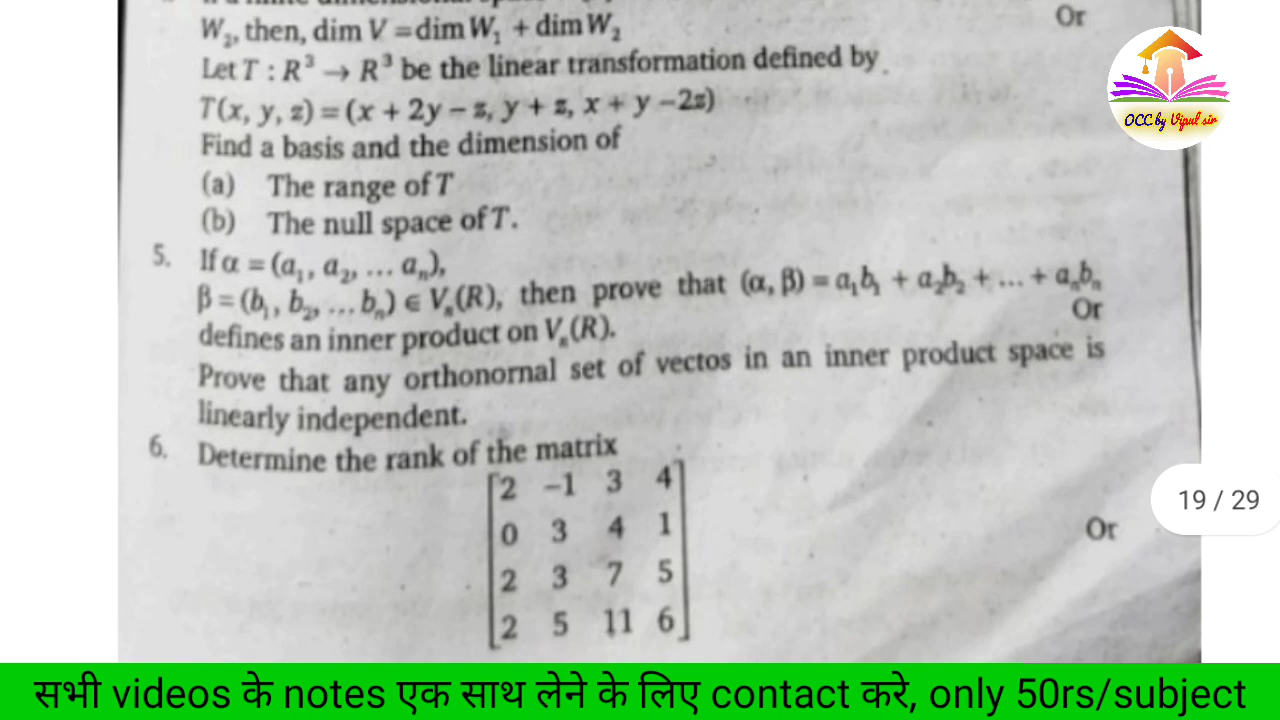 W₂, then, dim V = dim W₁ + dim W₂
Or
Let T : R³ → R³ be the linear transformation defined by
T(x, y, z) = (x + 2y – z, y + z, x + y –2z)
Find a basis and the dimension of
(a) The range of T
(b) The null space of T.
5. If α = (a₁, a₂, ... aₙ),
β = (b₁, b₂, ... bₙ) ∈ Vₙ(R), then prove that (α, β) = a₁b₁ + a₂b₂ + ... + aₙbₙ
defines an inner product on Vₙ(R).
Or
Prove that any orthonornal set of vectos in an inner product space is
linearly independent.
6. Determine the rank of the matrix
2 –1 3 4
0 3 4 1
2 3 7 5
2 5 11 6
Or
OCC by Vipul sir
19 / 29
सभी videos के notes एक साथ लेने के लिए contact करे, only 50rs/subject